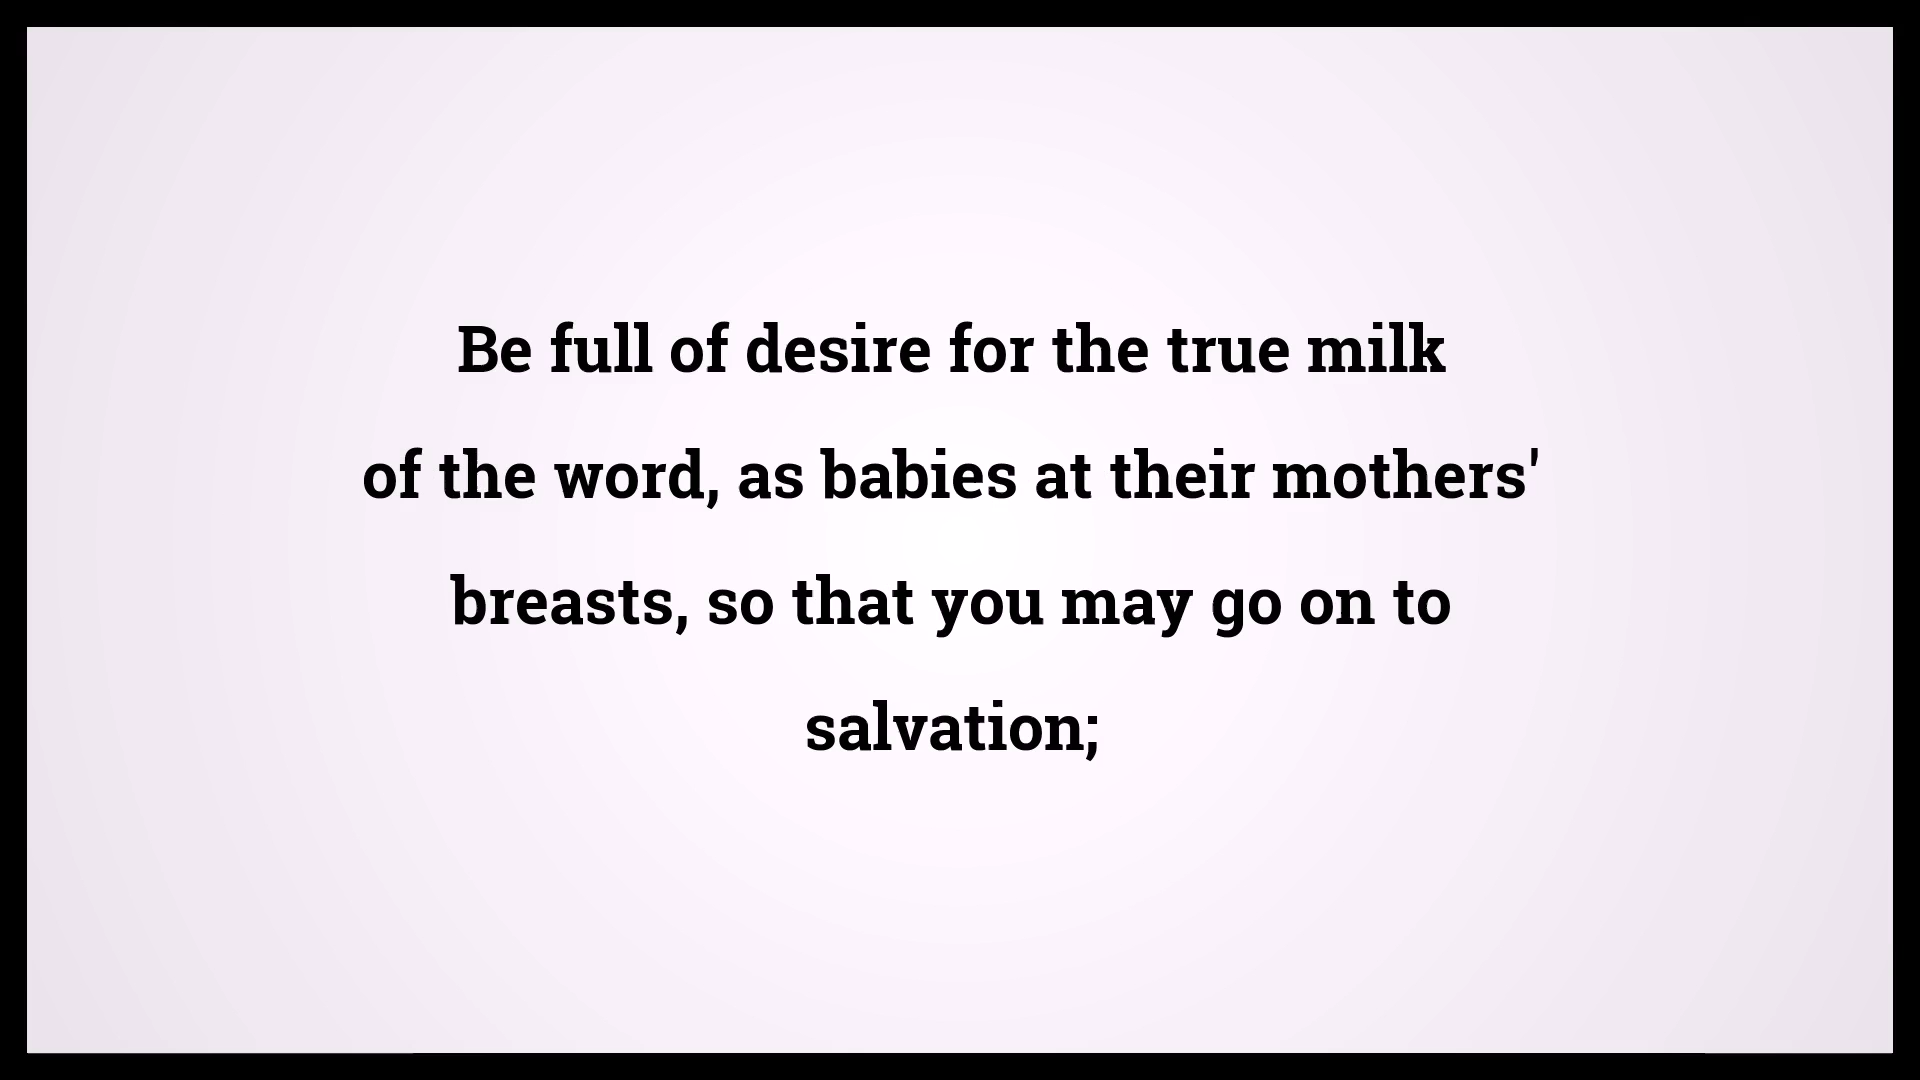 Be full of desire for the true milk
of the word, as babies at their mothers'
breasts, so that you may go on to
salvation;